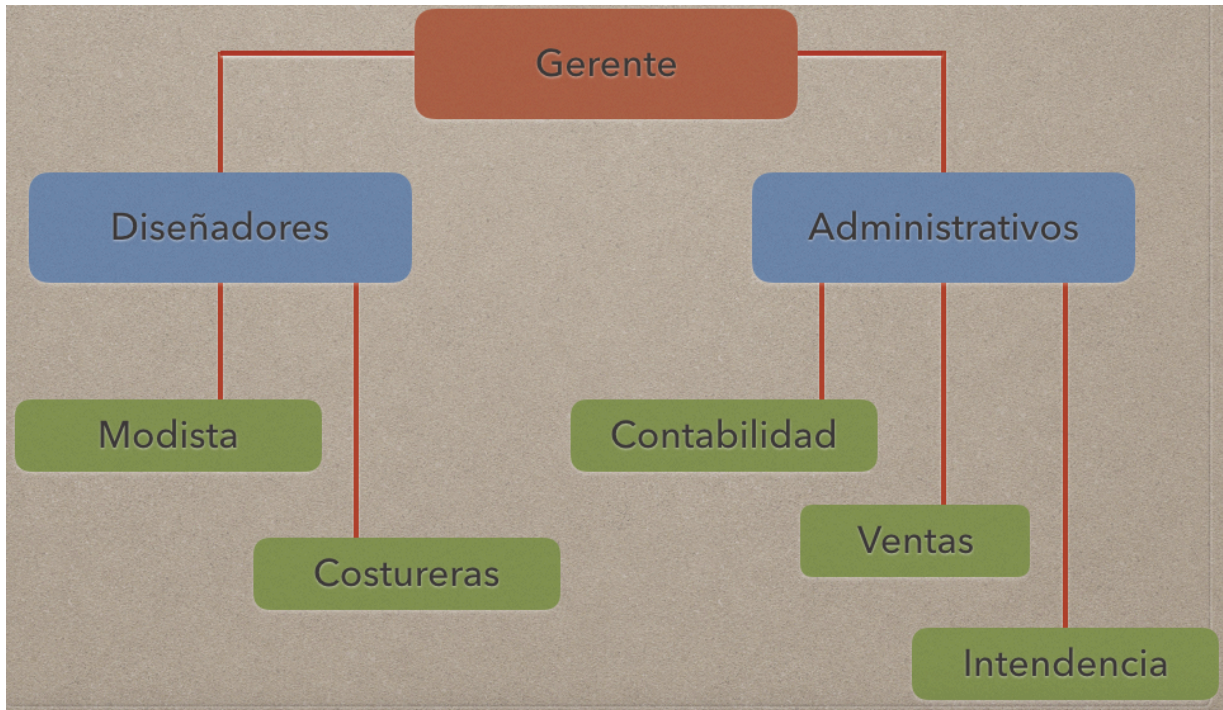 Gerente
Diseñadores
Administrativos
Modista
Contabilidad
Ventas
Costureras
Intendencia